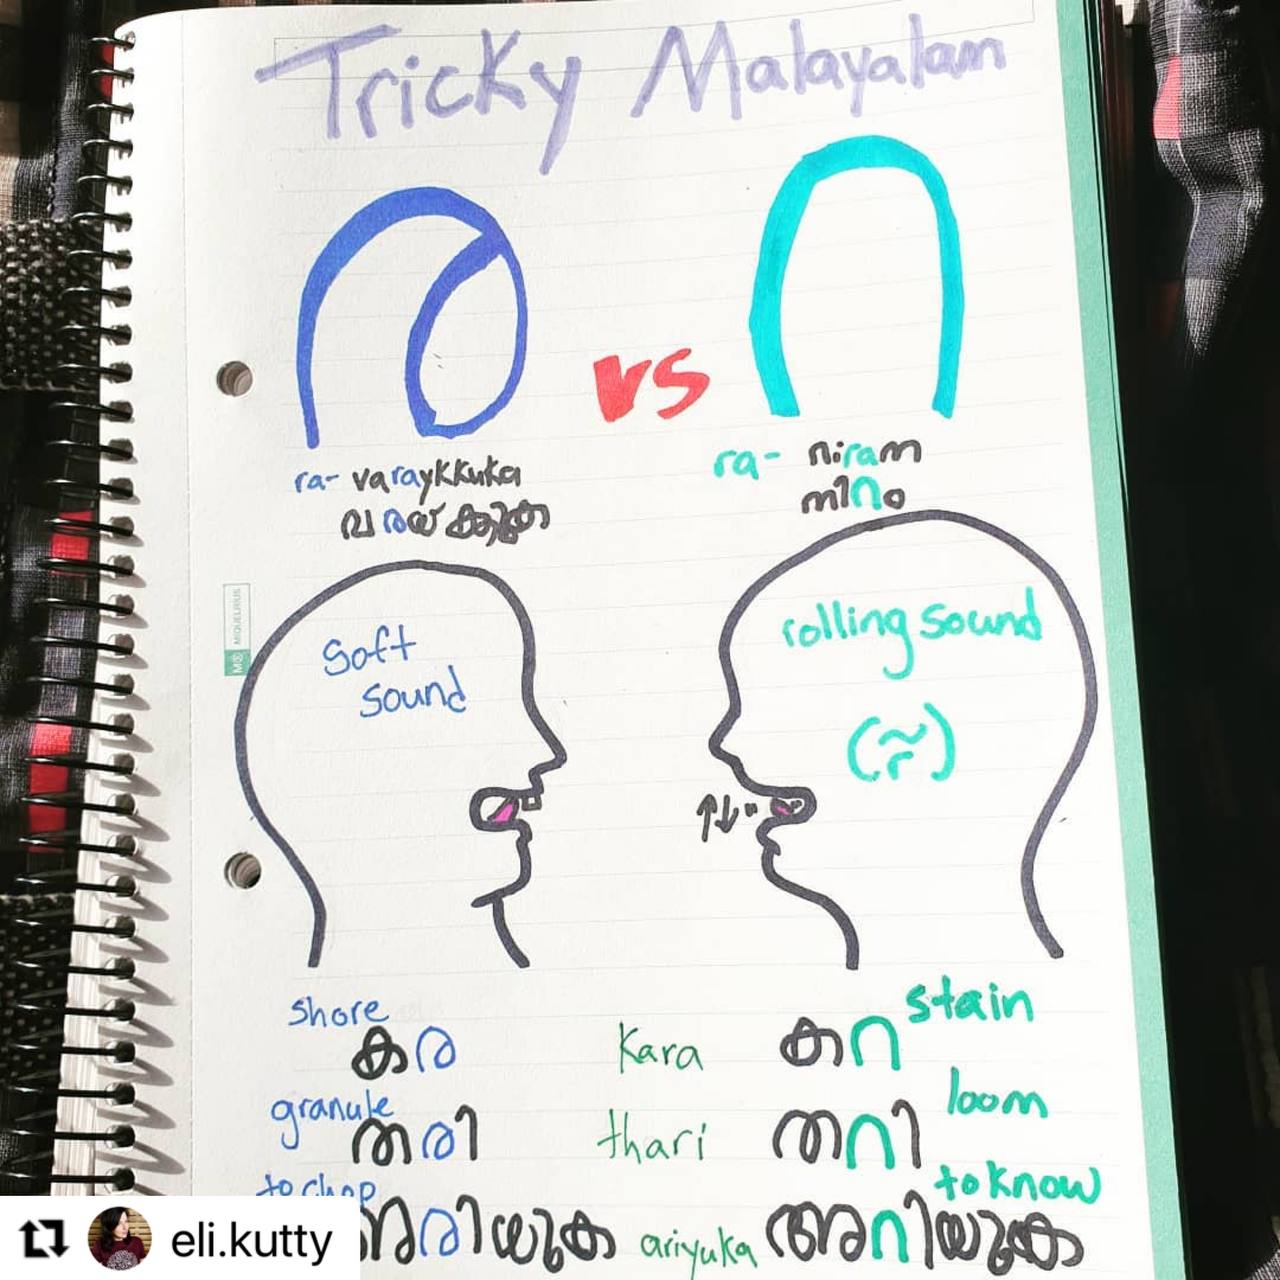 Tricky Malayalam
ര vs റ
ra- varaykkuka
വരയ്ക്കുക
ra- niram
നിറം
MIQUELRIUS
soft
sound
rolling sound
(r̃)
shore കര Kara കറ stain
granule തരി thari തറി loom
to chop അരിയുക ariyuka അറിയുക to know
eli.kutty